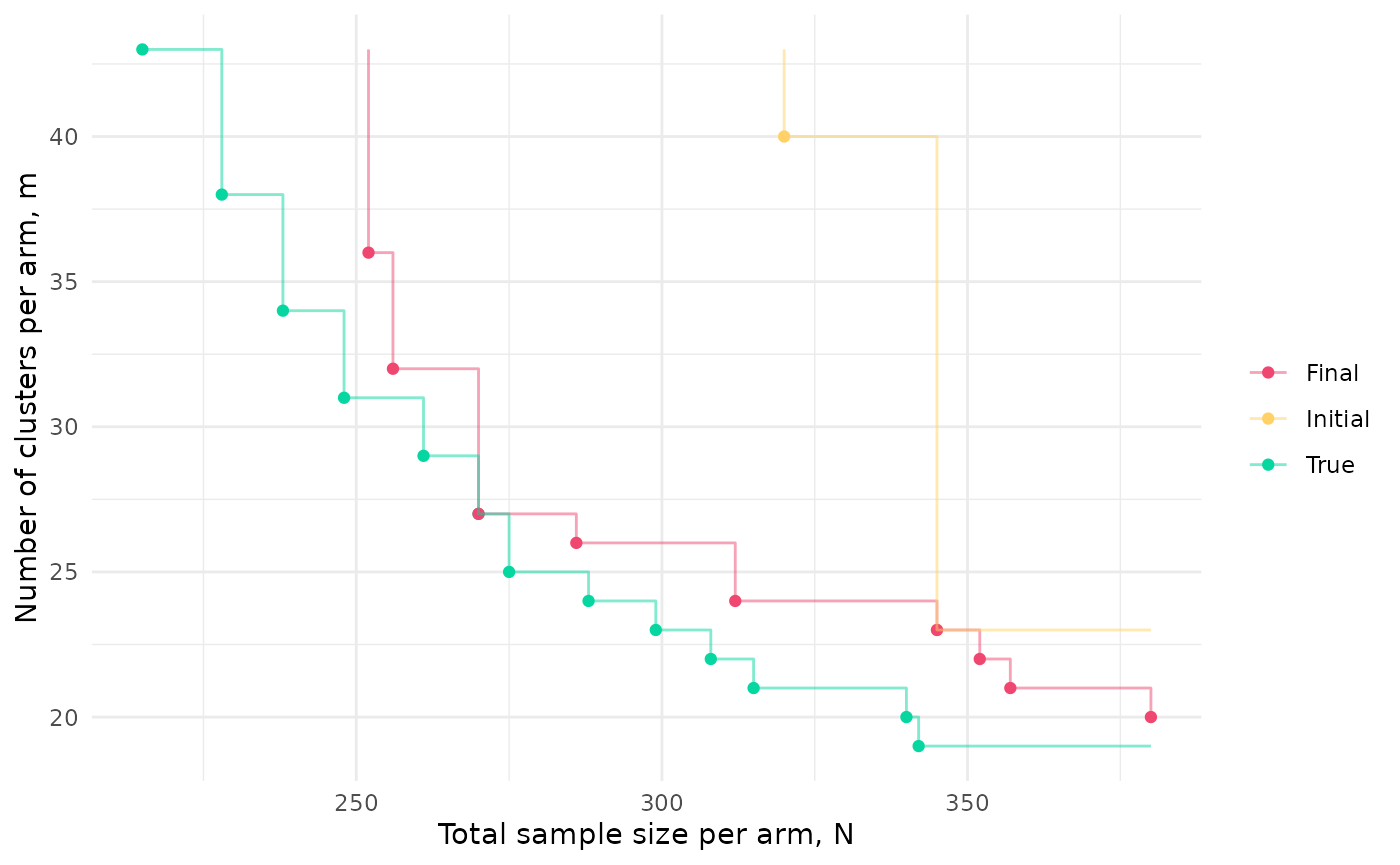 Number of clusters per arm, m
40
35
30
25
20
250
300
350
Total sample size per arm, N
Final
Initial
True